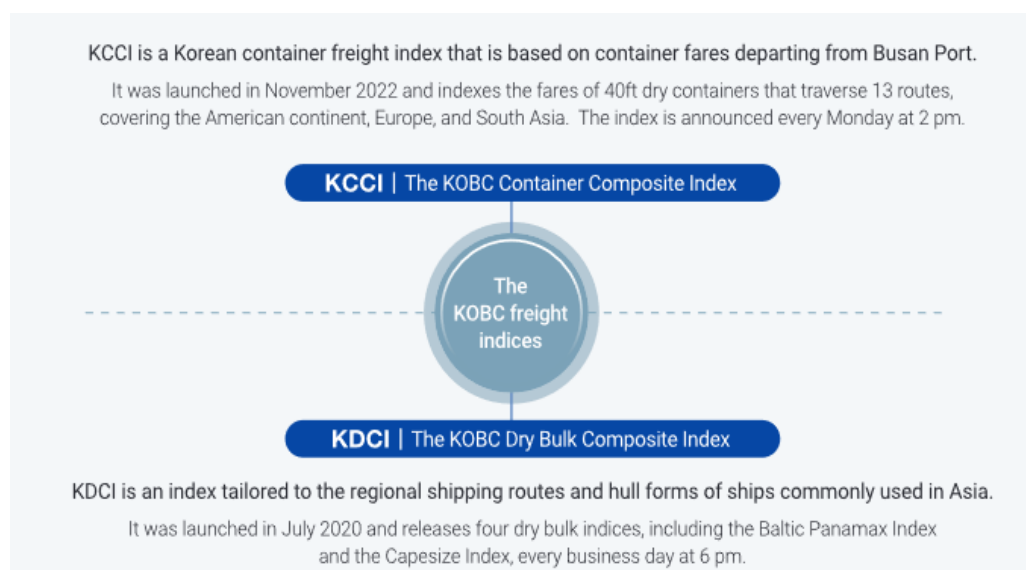 KCCI is a Korean container freight index that is based on container fares departing from Busan Port.
It was launched in November 2022 and indexes the fares of 40ft dry containers that traverse 13 routes,
covering the American continent, Europe, and South Asia. The index is announced every Monday at 2 pm.
KCCI | The KOBC Container Composite Index
The
KOBC freight
indices
KDCI | The KOBC Dry Bulk Composite Index
KDCI is an index tailored to the regional shipping routes and hull forms of ships commonly used in Asia.
It was launched in July 2020 and releases four dry bulk indices, including the Baltic Panamax Index
and the Capesize Index, every business day at 6 pm.